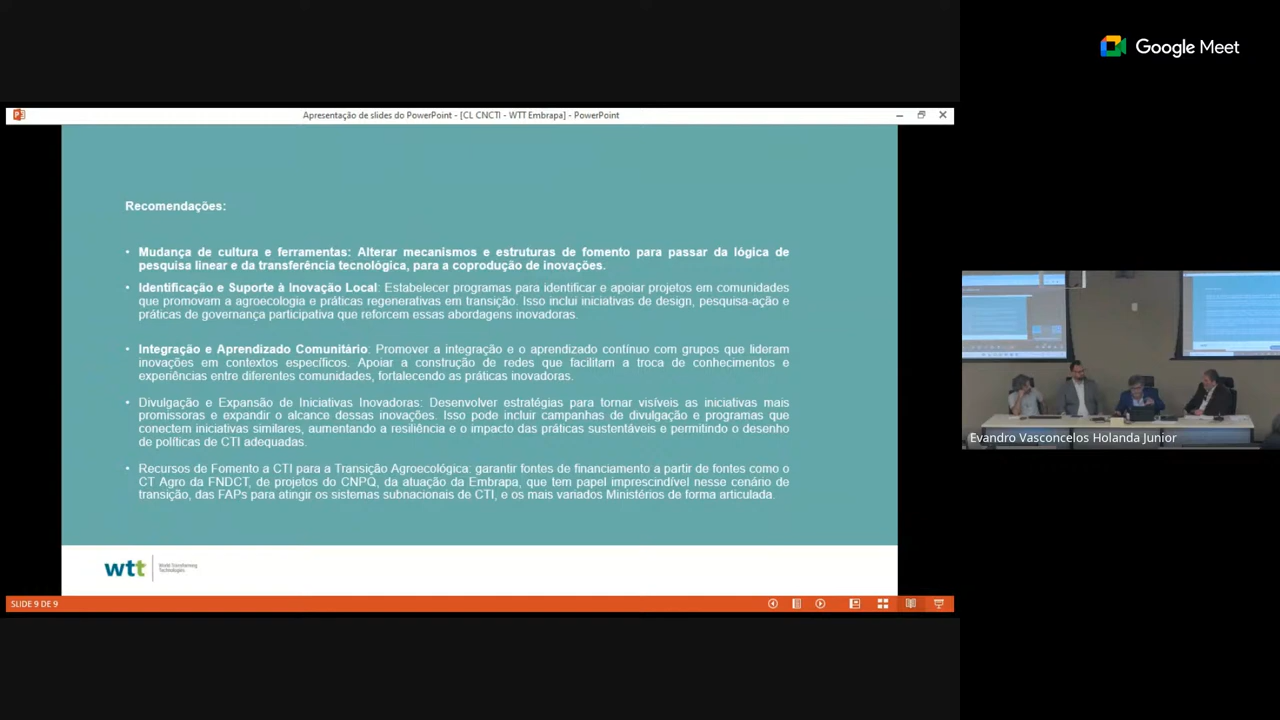 Google Meet
Apresentação de slides do PowerPoint - [CL CNCTI - WTT Embrapa] - PowerPoint
Recomendações:
• Mudança de cultura e ferramentas: Alterar mecanismos e estruturas de fomento para passar da lógica de
pesquisa linear e da transferência tecnológica, para a coprodução de inovações.
• Identificação e Suporte à Inovação Local: Estabelecer programas para identificar e apoiar projetos em comunidades
que promovam a agroecologia e práticas regenerativas em transição. Isso inclui iniciativas de design, pesquisa-ação e
práticas de governança participativa que reforcem essas abordagens inovadoras.
• Integração e Aprendizado Comunitário: Promover a integração e o aprendizado contínuo com grupos que lideram
inovações em contextos específicos. Apoiar a construção de redes que facilitam a troca de conhecimentos e
experiências entre diferentes comunidades, fortalecendo as práticas inovadoras.
• Divulgação e Expansão de Iniciativas Inovadoras: Desenvolver estratégias para tornar visíveis as iniciativas mais
promissoras e expandir o alcance dessas inovações. Isso pode incluir campanhas de divulgação e programas que
conectem iniciativas similares, aumentando a resiliência e o impacto das práticas sustentáveis e permitindo o desenho
de políticas de CTI adequadas.
• Recursos de Fomento a CTI para a Transição Agroecológica: garantir fontes de financiamento a partir de fontes como o
CT Agro da FNDCT, de projetos do CNPQ, da atuação da Embrapa, que tem papel imprescindível nesse cenário de
transição, das FAPs para atingir os sistemas subnacionais de CTI, e os mais variados Ministérios de forma articulada.
wtt
World Transforming
Technologies
SLIDE 9 DE 9
Evandro Vasconcelos Holanda Junior